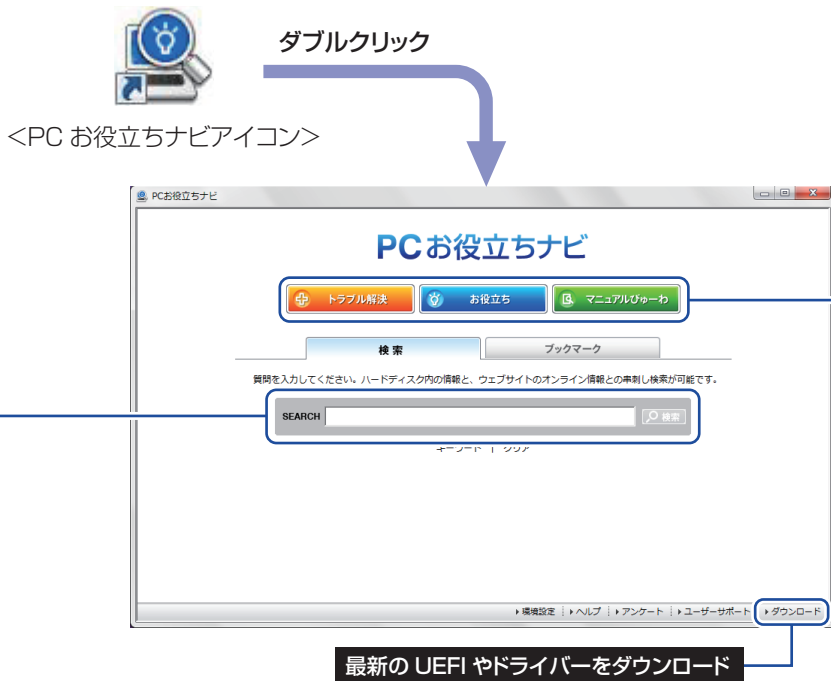 ダブルクリック
＜PC お役立ちナビアイコン＞
PCお役立ちナビ
PCお役立ちナビ
トラブル解決
お役立ち
マニュアルびゅーわ
検索
ブックマーク
質問を入力してください。ハードディスク内の情報と、ウェブサイトのオンライン情報との串刺し検索が可能です。
SEARCH
検索
キーワード | クリア
環境設定
ヘルプ
アンケート
ユーザーサポート
ダウンロード
最新の UEFI やドライバーをダウンロード